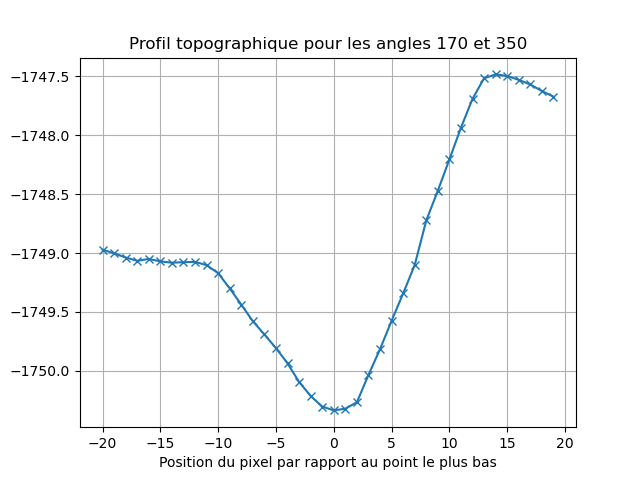 Profil topographique pour les angles 170 et 350
−1747.5
−1748.0
−1748.5
−1749.0
−1749.5
−1750.0
−20 −15 −10 −5 0 5 10 15 20
Position du pixel par rapport au point le plus bas